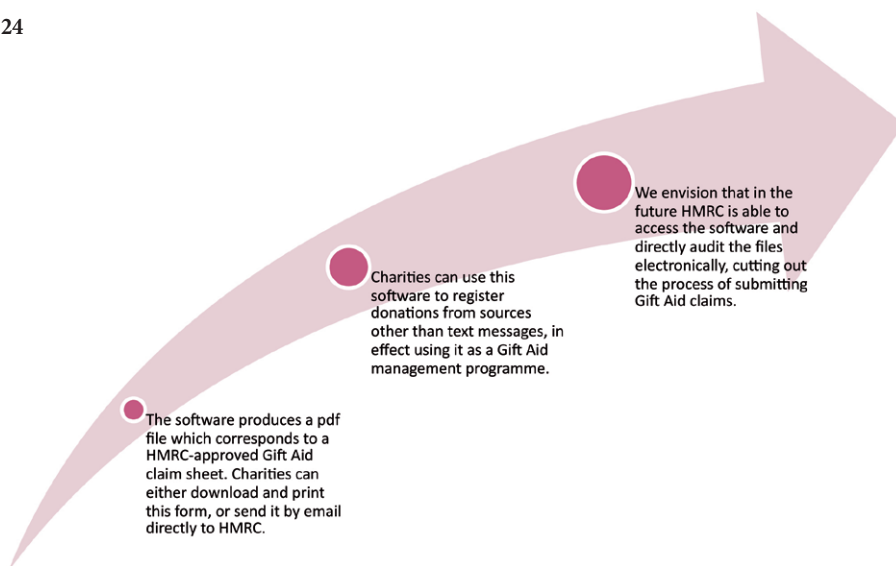 24
We envision that in the
future HMRC is able to
access the software and
directly audit the files
electronically, cutting out
the process of submitting
Gift Aid claims.
Charities can use this
software to register
donations from sources
other than text messages, in
effect using it as a Gift Aid
management programme.
The software produces a pdf
file which corresponds to a
HMRC-approved Gift Aid
claim sheet. Charities can
either download and print
this form, or send it by email
directly to HMRC.